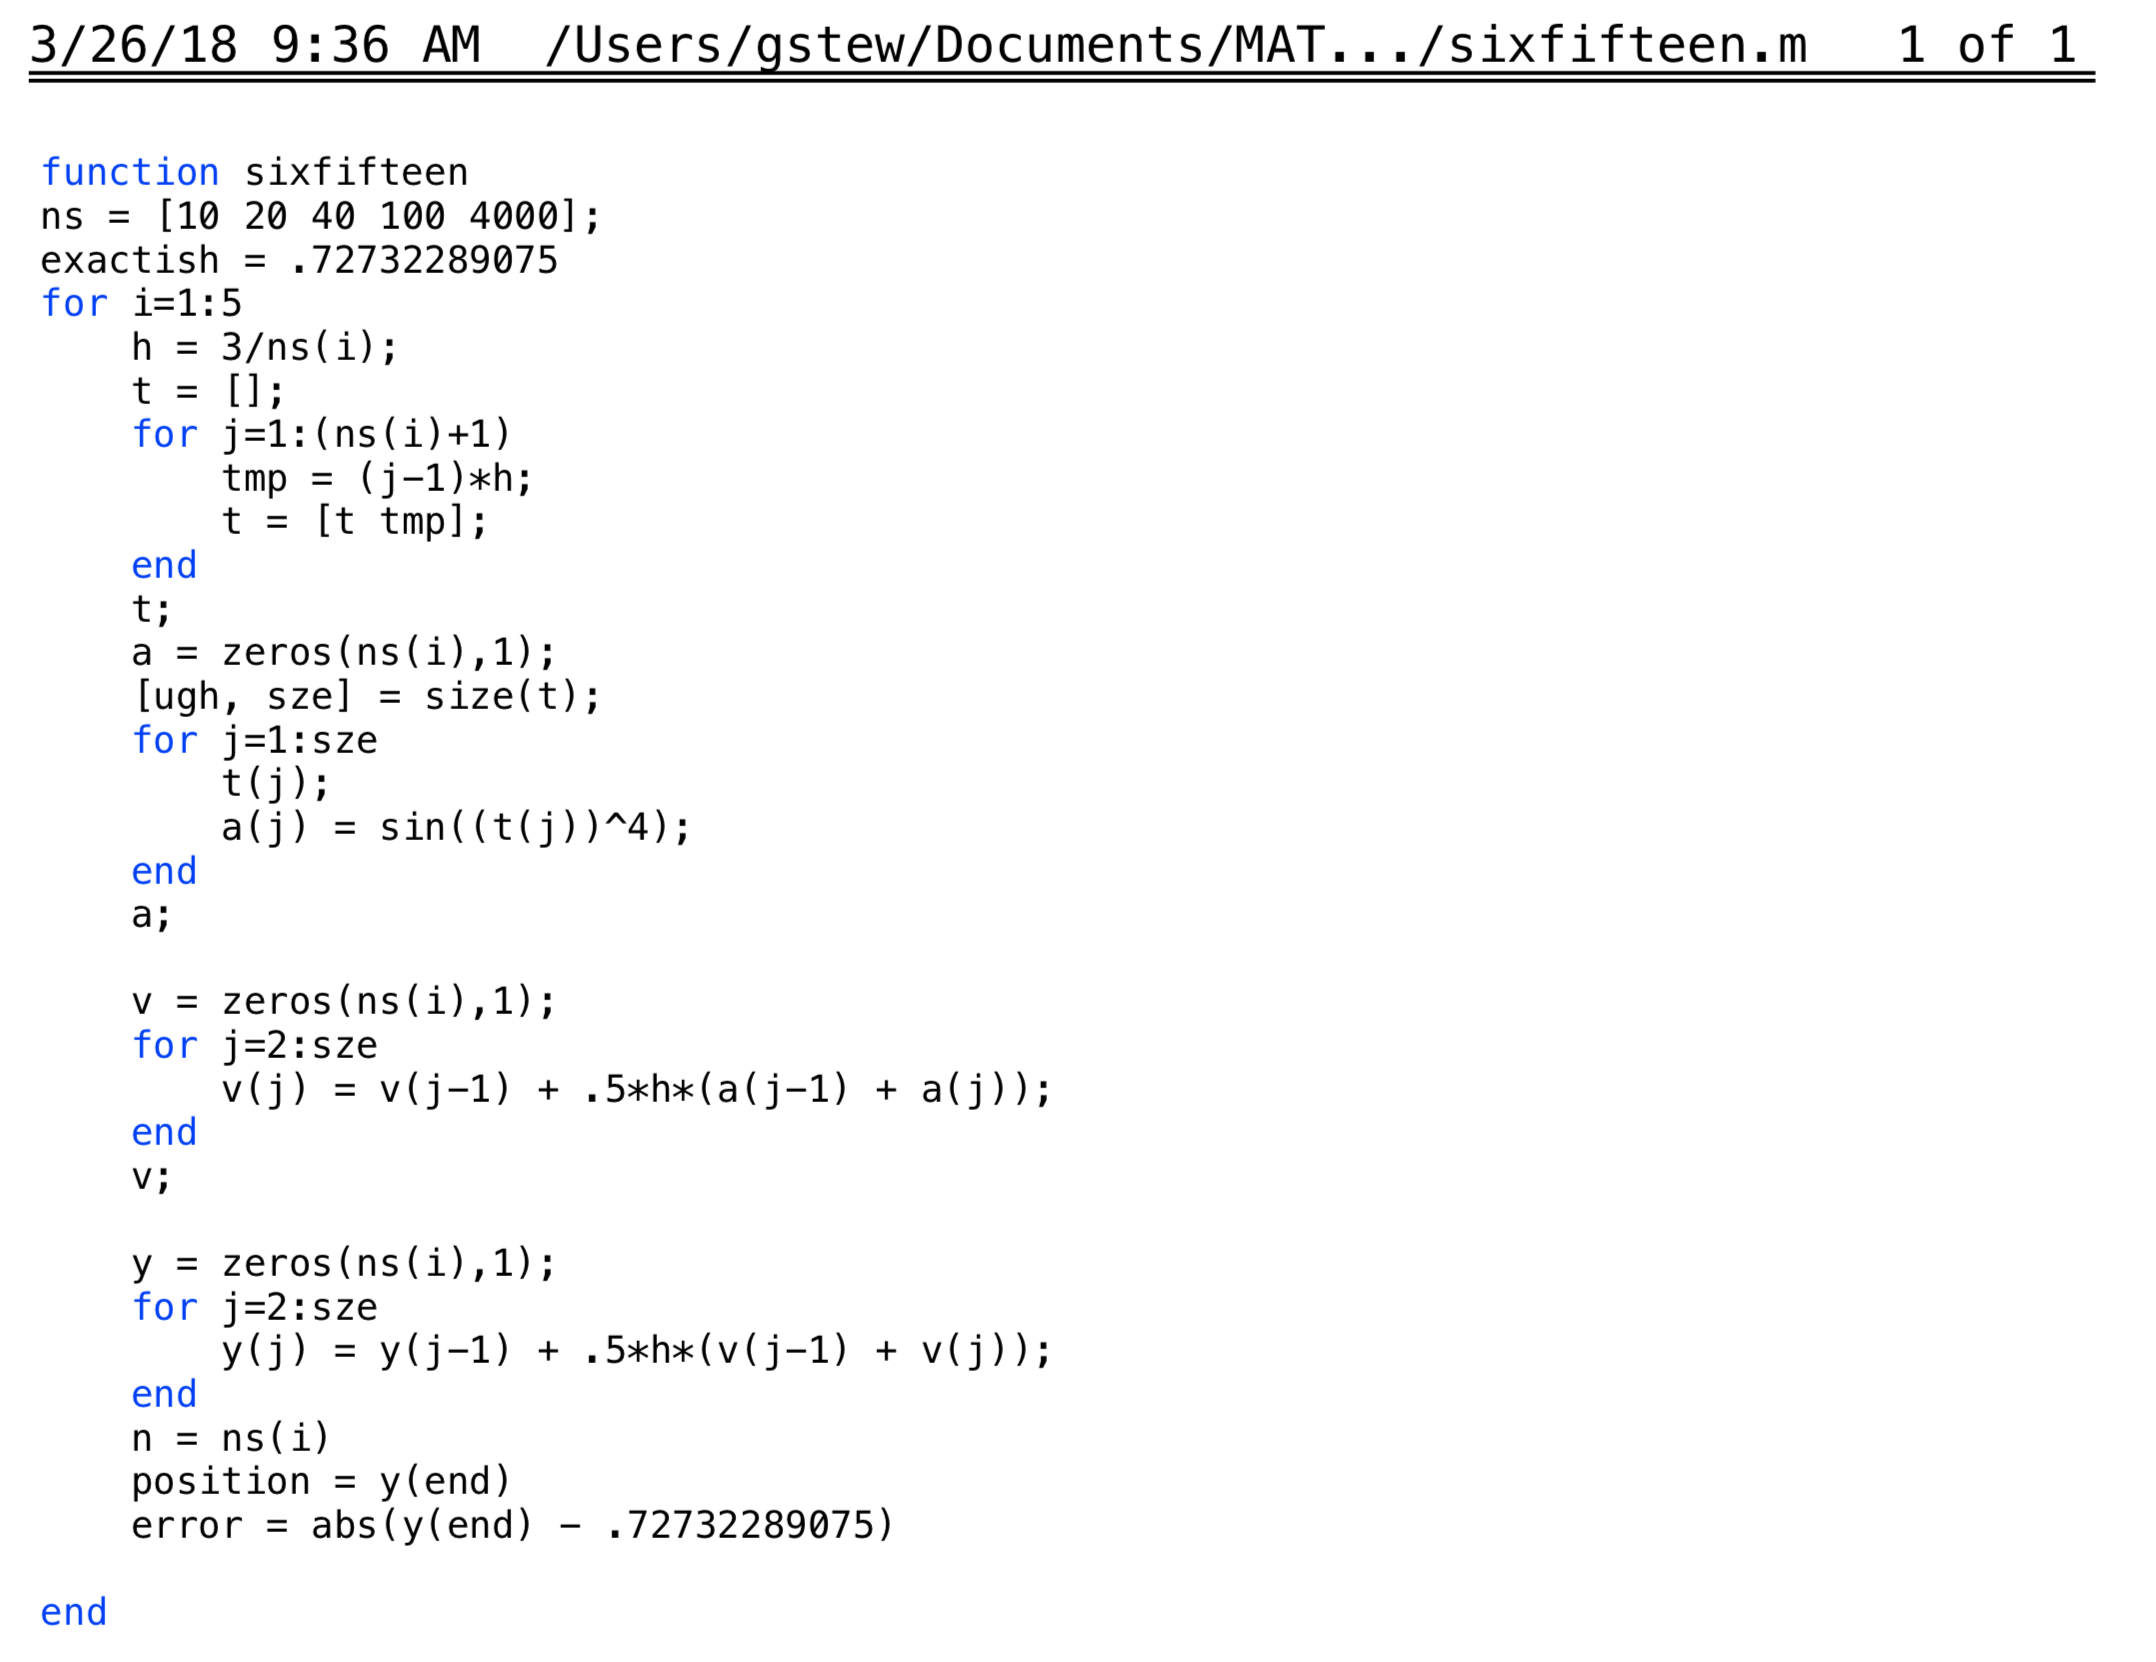 3/26/18 9:36 AM /Users/gstew/Documents/MAT.../sixfifteen.m 1 of 1
function sixfifteen
ns = [10 20 40 100 4000];
exactish = .72732289075
for i=1:5
    h = 3/ns(i);
    t = [];
    for j=1:(ns(i)+1)
        tmp = (j−1)*h;
        t = [t tmp];
    end
    t;
    a = zeros(ns(i),1);
    [ugh, sze] = size(t);
    for j=1:sze
        t(j);
        a(j) = sin((t(j))^4);
    end
    a;
    v = zeros(ns(i),1);
    for j=2:sze
        v(j) = v(j−1) + .5*h*(a(j−1) + a(j));
    end
    v;
    y = zeros(ns(i),1);
    for j=2:sze
        y(j) = y(j−1) + .5*h*(v(j−1) + v(j));
    end
    n = ns(i)
    position = y(end)
    error = abs(y(end) − .72732289075)
end